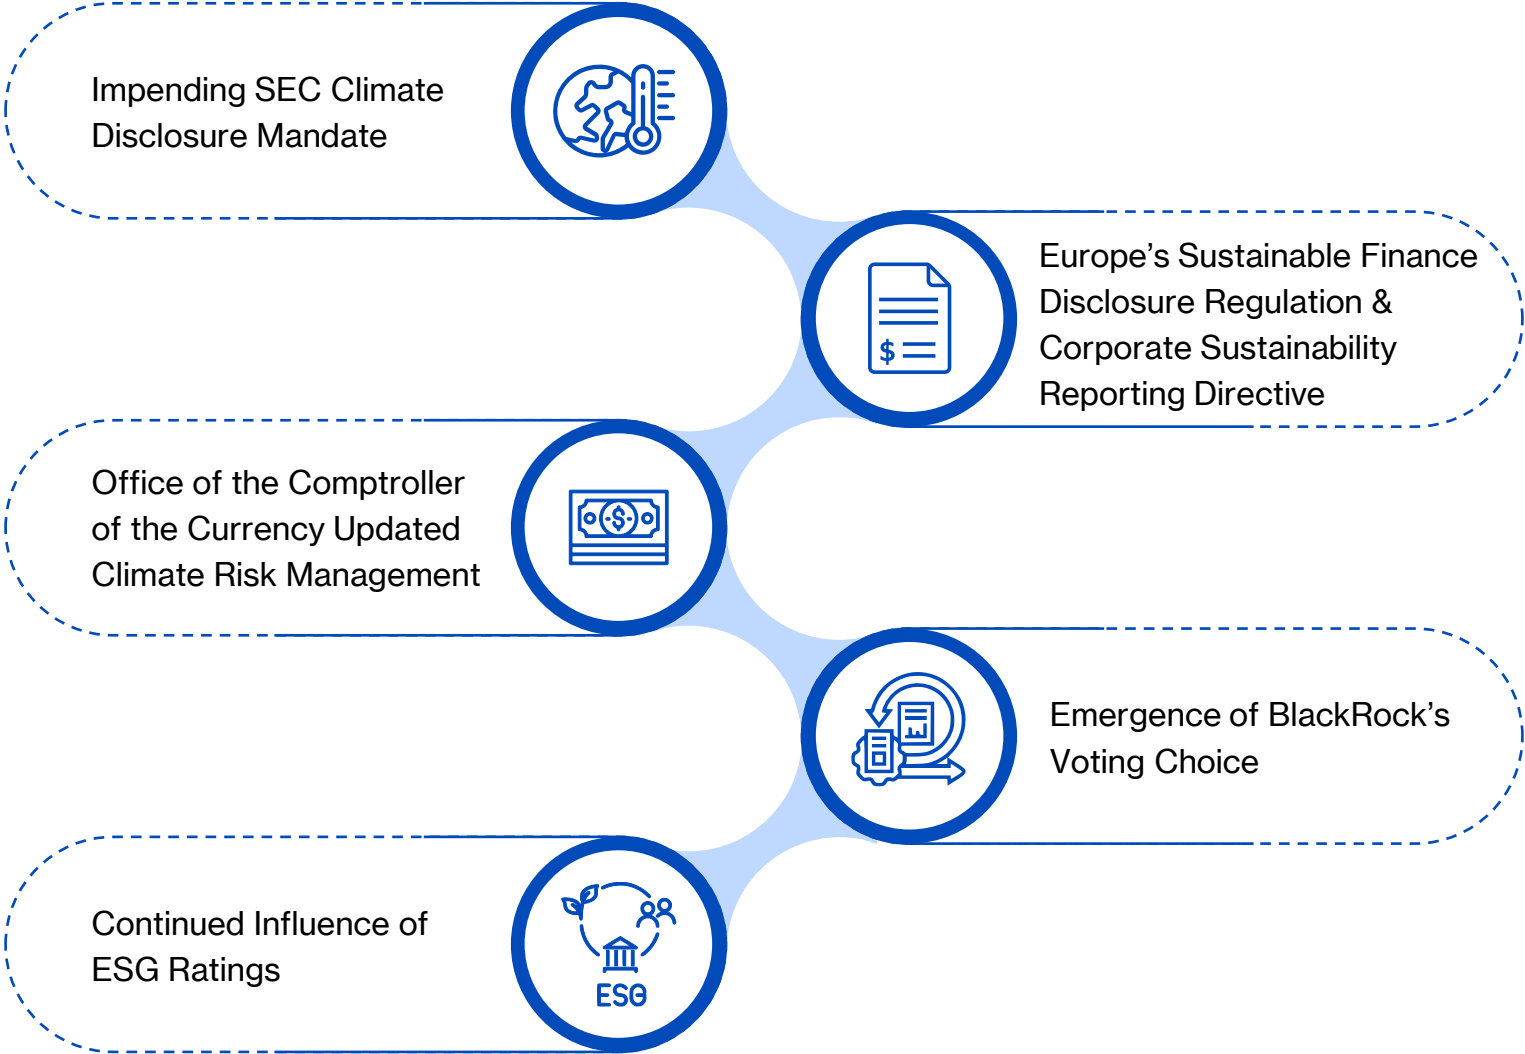 Impending SEC Climate
Disclosure Mandate
Europe’s Sustainable Finance
Disclosure Regulation &
Corporate Sustainability
Reporting Directive
$
Office of the Comptroller
of the Currency Updated
Climate Risk Management
$
Emergence of BlackRock’s
Voting Choice
Continued Influence of
ESG Ratings
ESG